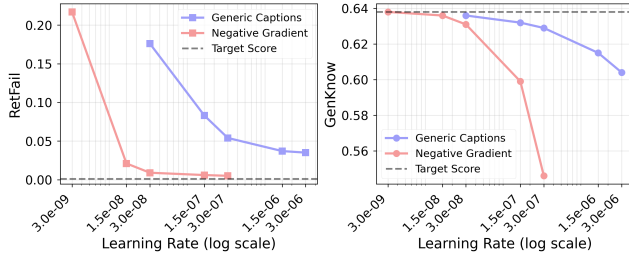 RetFail
0.20
0.15
0.10
0.05
0.00
Generic Captions
Negative Gradient
Target Score
3.0e-09
1.5e-08
3.0e-08
1.5e-07
3.0e-07
1.5e-06
3.0e-06
Learning Rate (log scale)
GenKnow
0.64
0.62
0.60
0.58
0.56
Generic Captions
Negative Gradient
Target Score
3.0e-09
1.5e-08
3.0e-08
1.5e-07
3.0e-07
1.5e-06
3.0e-06
Learning Rate (log scale)